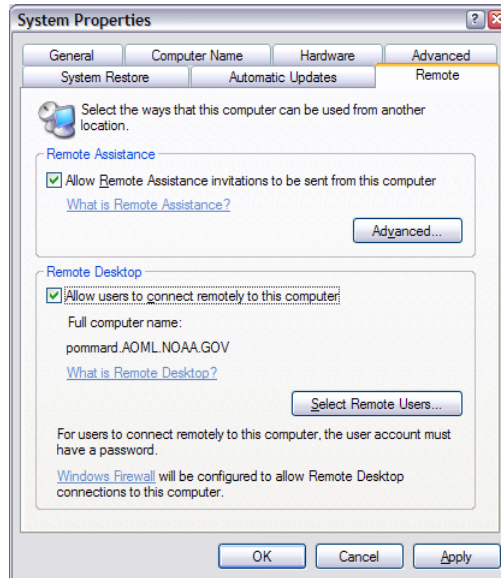 System Properties
General Computer Name Hardware Advanced
System Restore Automatic Updates Remote
Select the ways that this computer can be used from another
location.
Remote Assistance
Allow Remote Assistance invitations to be sent from this computer
What is Remote Assistance?
Advanced...
Remote Desktop
Allow users to connect remotely to this computer
Full computer name:
pommard.AOML.NOAA.GOV
What is Remote Desktop?
Select Remote Users...
For users to connect remotely to this computer, the user account must
have a password.
Windows Firewall will be configured to allow Remote Desktop
connections to this computer.
OK Cancel Apply